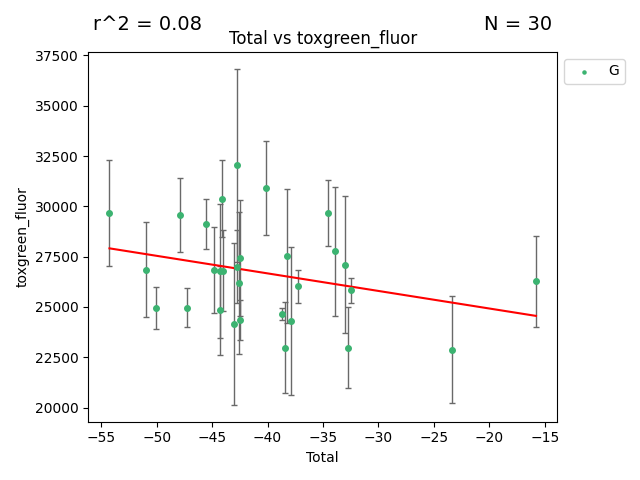 r^2 = 0.08
N = 30
Total vs toxgreen_fluor
G
37500
35000
32500
30000
27500
25000
22500
20000
toxgreen_fluor
−55
−50
−45
−40
−35
−30
−25
−20
−15
Total